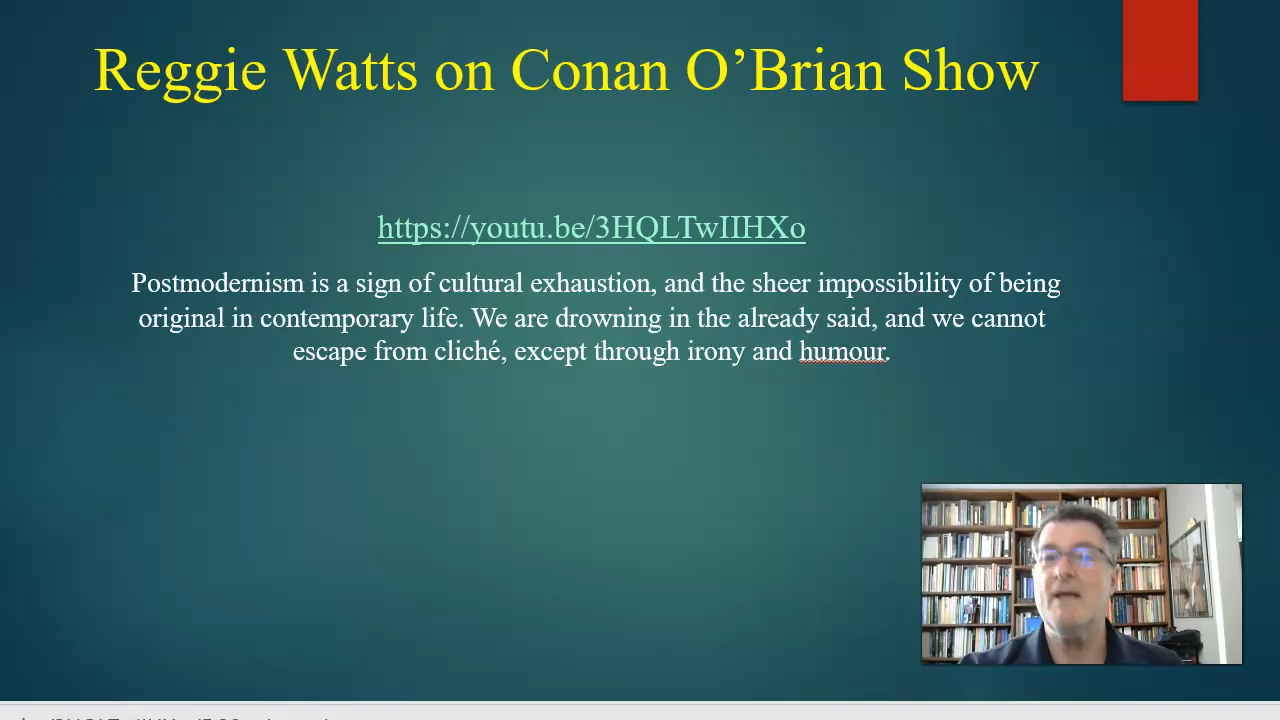 Reggie Watts on Conan O’Brian Show
https://youtu.be/3HQLTwIIHXo
Postmodernism is a sign of cultural exhaustion, and the sheer impossibility of being
original in contemporary life. We are drowning in the already said, and we cannot
escape from cliché, except through irony and humour.